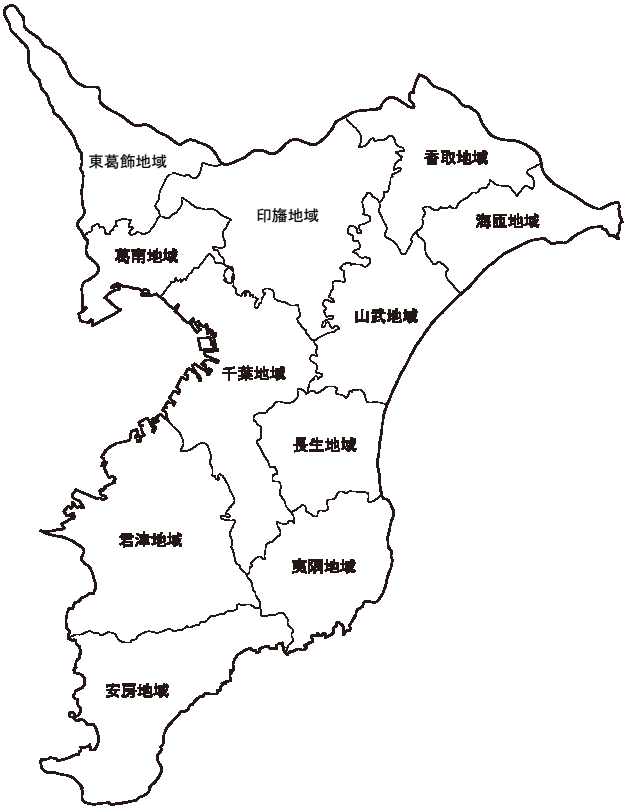 香取地域
東葛飾地域
印旛地域
海匝地域
葛南地域
山武地域
千葉地域
長生地域
君津地域
夷隅地域
安房地域